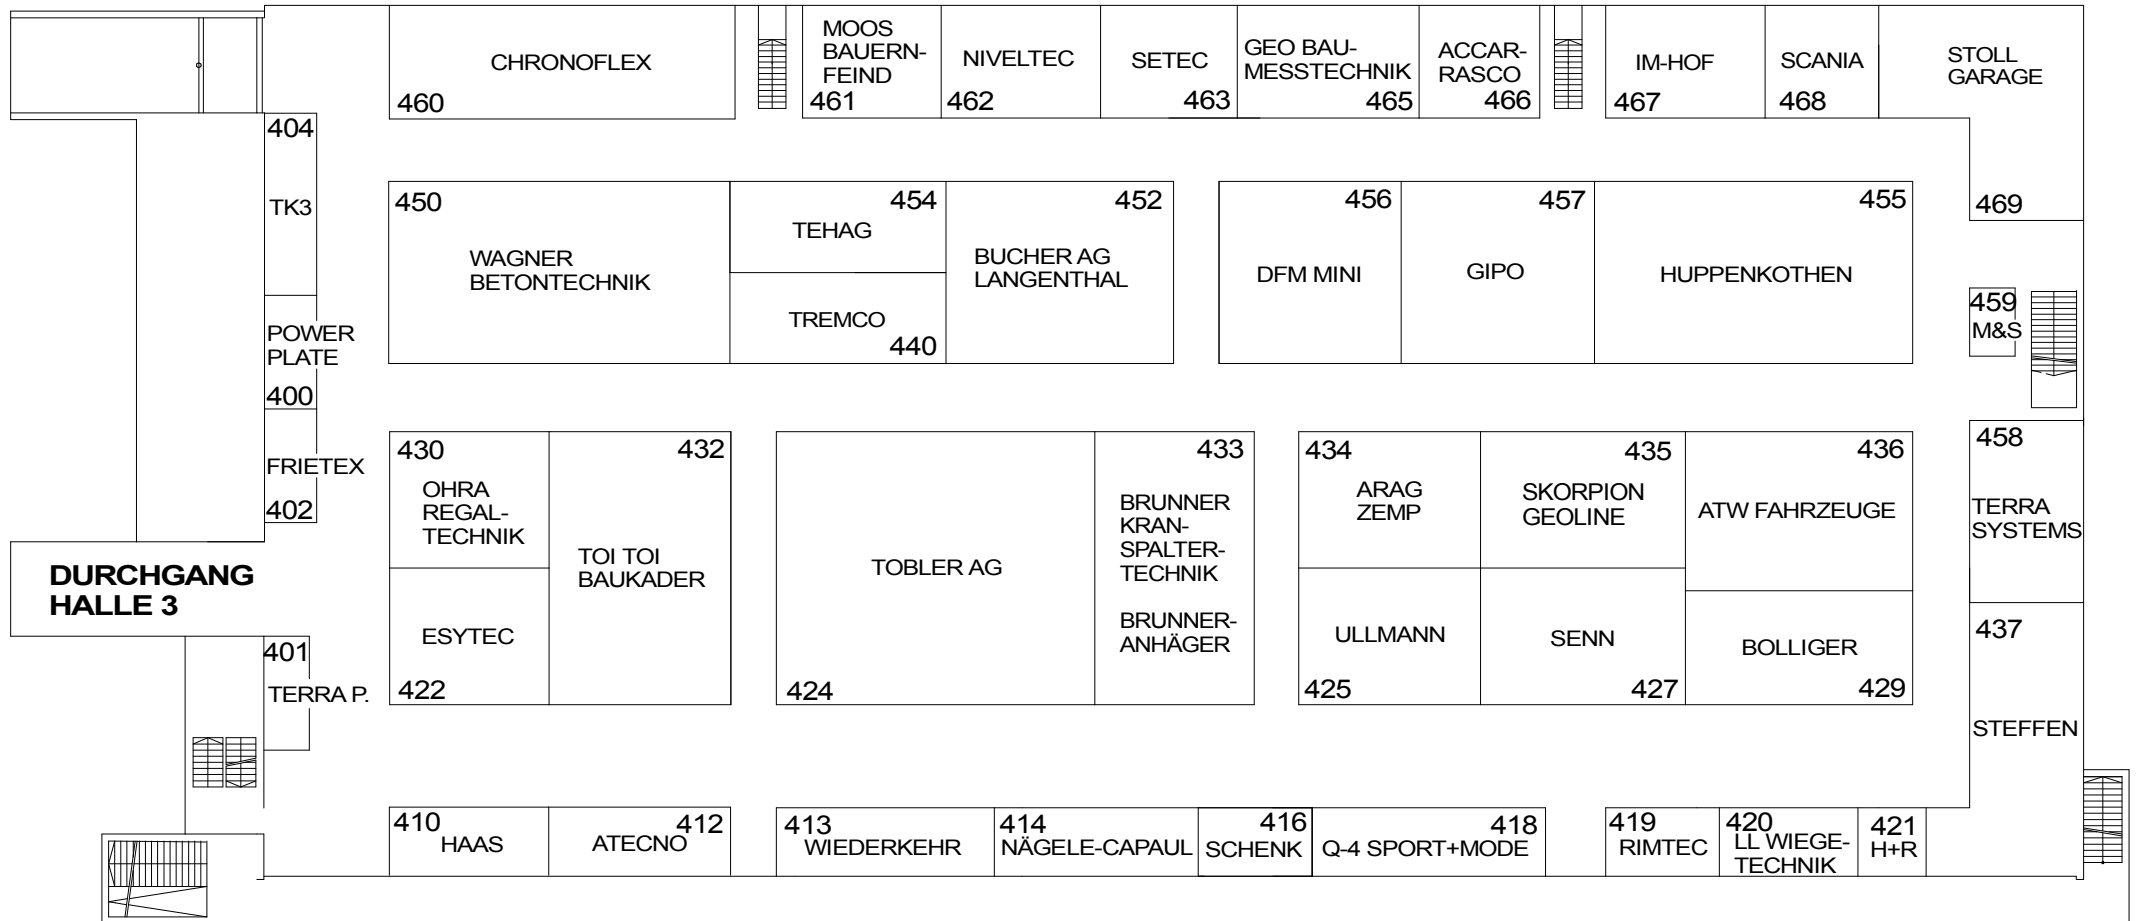 CHRONOFLEX
460
MOOS
BAUERN-
FEIND
461
NIVELTEC
462
SETEC
463
GEO BAU-
MESSTECHNIK
465
ACCAR-
RASCO
466
IM-HOF
467
SCANIA
468
STOLL
GARAGE
469
404
TK3
450
WAGNER
BETONTECHNIK
454
TEHAG
TREMCO
440
452
BUCHER AG
LANGENTHAL
456
DFM MINI
457
GIPO
455
HUPPENKOTHEN
459
M&S
POWER
PLATE
400
FRIETEX
402
430
OHRA
REGAL-
TECHNIK
432
TOI TOI
BAUKADER
ESYTEC
422
TOBLER AG
424
433
BRUNNER
KRAN-
SPALTER-
TECHNIK
BRUNNER-
ANHÄGER
434
ARAG
ZEMP
435
SKORPION
GEOLINE
436
ATW FAHRZEUGE
458
TERRA
SYSTEMS
ULLMANN
425
SENN
427
BOLLIGER
429
437
STEFFEN
DURCHGANG
HALLE 3
401
TERRA P.
410
HAAS
412
ATECNO
413
WIEDERKEHR
414
NÄGELE-CAPAUL
416
SCHENK
418
Q-4 SPORT+MODE
419
RIMTEC
420
LL WIEGE-
TECHNIK
421
H+R